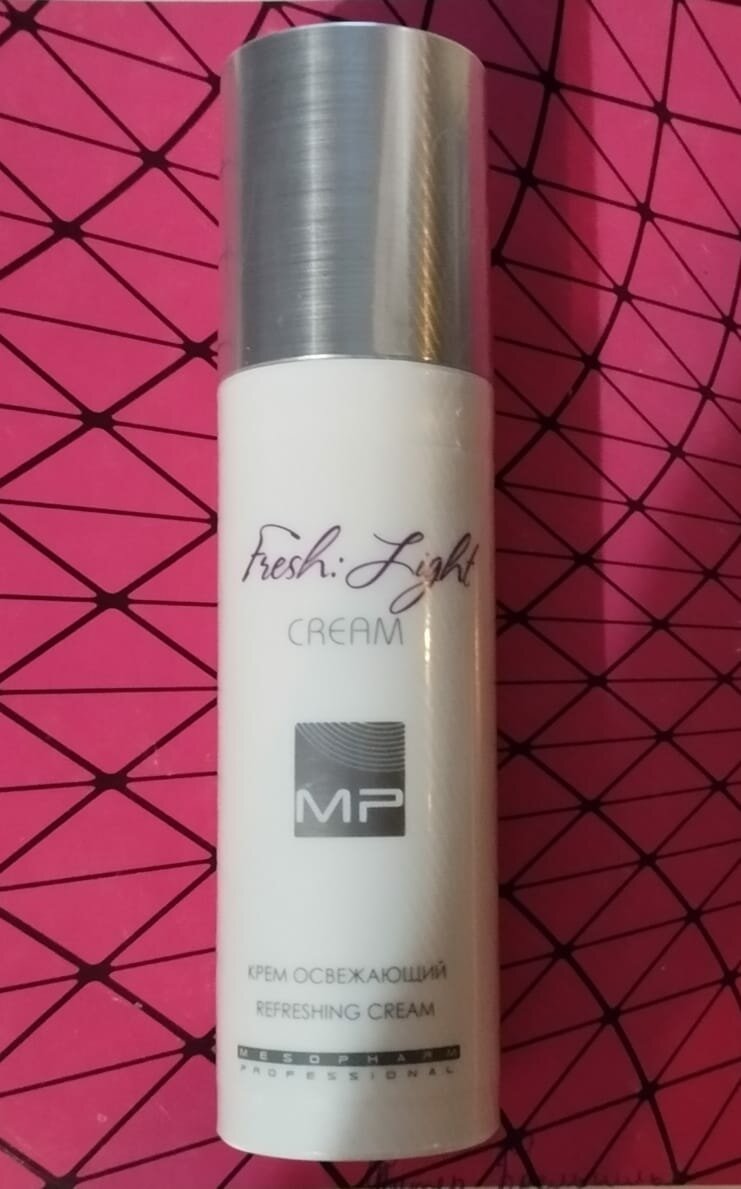 Fresh: Light
CREAM
MP
КРЕМ ОСВЕЖАЮЩИЙ
REFRESHING CREAM
MESOPHARM
PROFESSIONAL